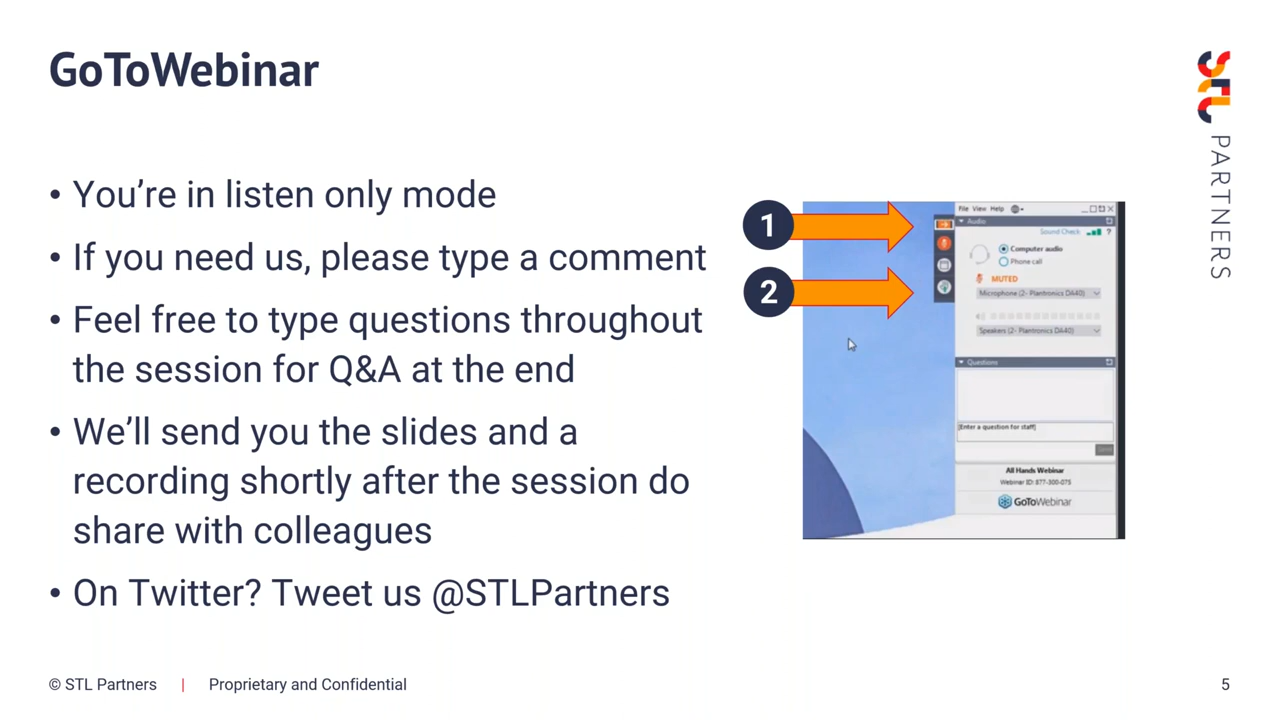 GoToWebinar
STL
PARTNERS
• You’re in listen only mode
• If you need us, please type a comment
• Feel free to type questions throughout
the session for Q&A at the end
• We’ll send you the slides and a
recording shortly after the session do
share with colleagues
• On Twitter? Tweet us @STLPartners
1
2
File View Help
Audio
Sound Check ?
Computer audio
Phone call
MUTED
Microphone (2- Plantronics DA40)
Speakers (2- Plantronics DA40)
Questions
[Enter a question for staff]
All Hands Webinar
Webinar ID: 877-300-075
GoToWebinar
© STL Partners | Proprietary and Confidential
5